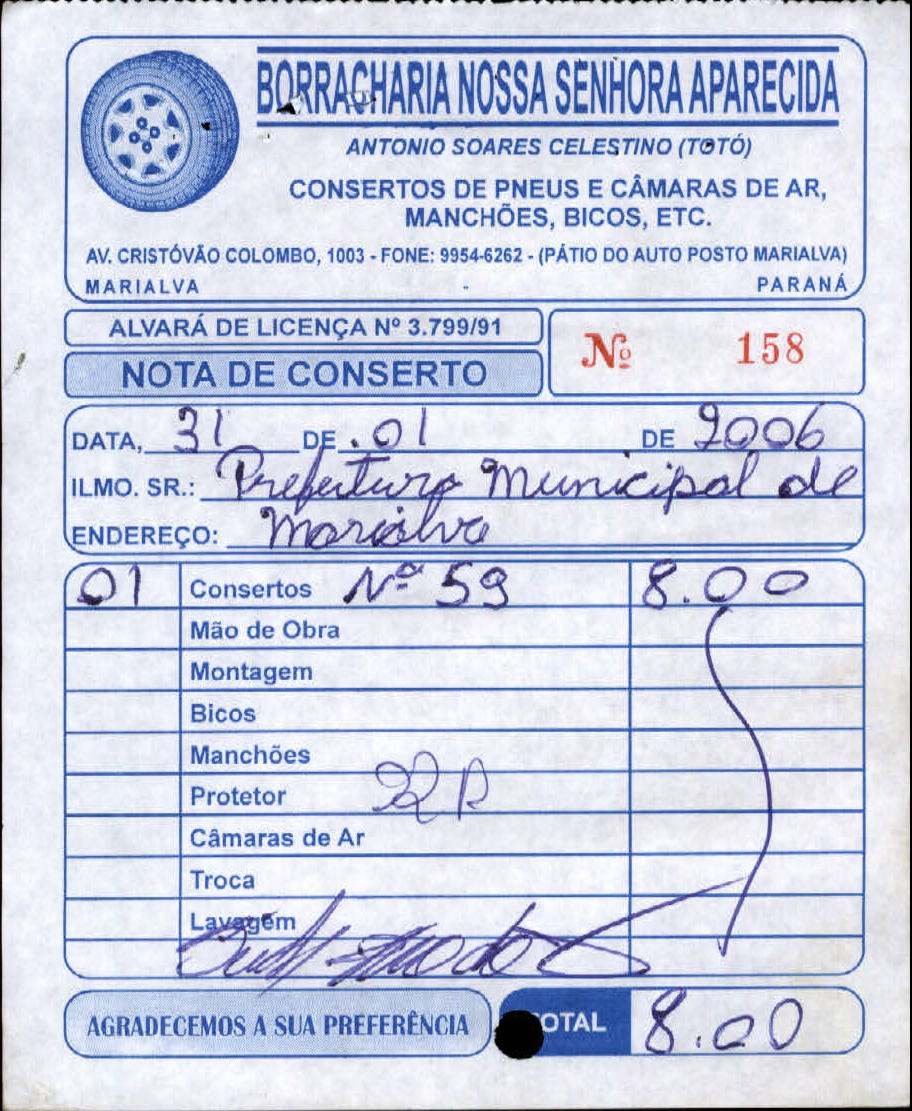 BORRACHARIA NOSSA SENHORA APARECIDA
ANTONIO SOARES CELESTINO (TOTÓ)
CONSERTOS DE PNEUS E CÂMARAS DE AR,
MANCHÕES, BICOS, ETC.
AV. CRISTÓVÃO COLOMBO, 1003 - FONE: 9954-6262 - (PÁTIO DO AUTO POSTO MARIALVA)
MARIALVA PARANÁ
ALVARÁ DE LICENÇA Nº 3.799/91
Nº 158
NOTA DE CONSERTO
DATA, 31 DE 01 DE 2006
ILMO. SR.: Prefeitura Municipal de
ENDEREÇO: Marialva
01 Consertos Nº 59 8.00
Mão de Obra
Montagem
Bicos
Manchões
Protetor
Câmaras de Ar
Troca
Lavagem
AGRADECEMOS A SUA PREFERÊNCIA
TOTAL 8.00